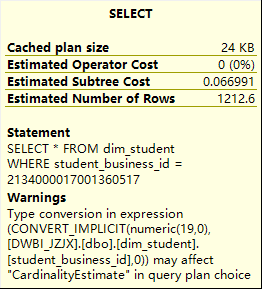 SELECT
Cached plan size 24 KB
Estimated Operator Cost 0 (0%)
Estimated Subtree Cost 0.066991
Estimated Number of Rows 1212.6
Statement
SELECT * FROM dim_student
WHERE student_business_id =
2134000017001360517
Warnings
Type conversion in expression
(CONVERT_IMPLICIT(numeric(19,0),
[DWBI_JZJX].[dbo].[dim_student].
[student_business_id],0)) may affect
"CardinalityEstimate" in query plan choice